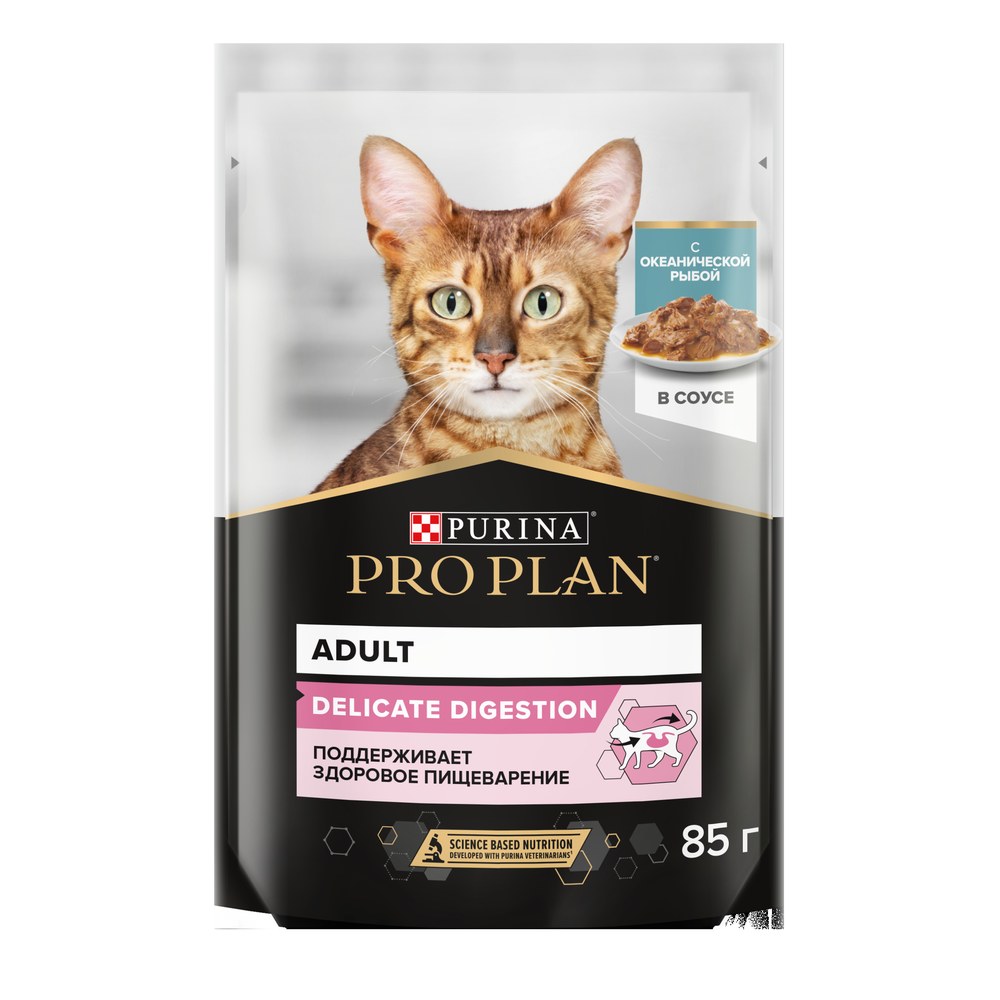 С
ОКЕАНИЧЕСКОЙ
РЫБОЙ
В СОУСЕ
PURINA®
PRO PLAN®
ADULT
DELICATE DIGESTION
ПОДДЕРЖИВАЕТ
ЗДОРОВОЕ ПИЩЕВАРЕНИЕ
SCIENCE BASED NUTRITION
DEVELOPED WITH PURINA VETERINARIANS
85 г